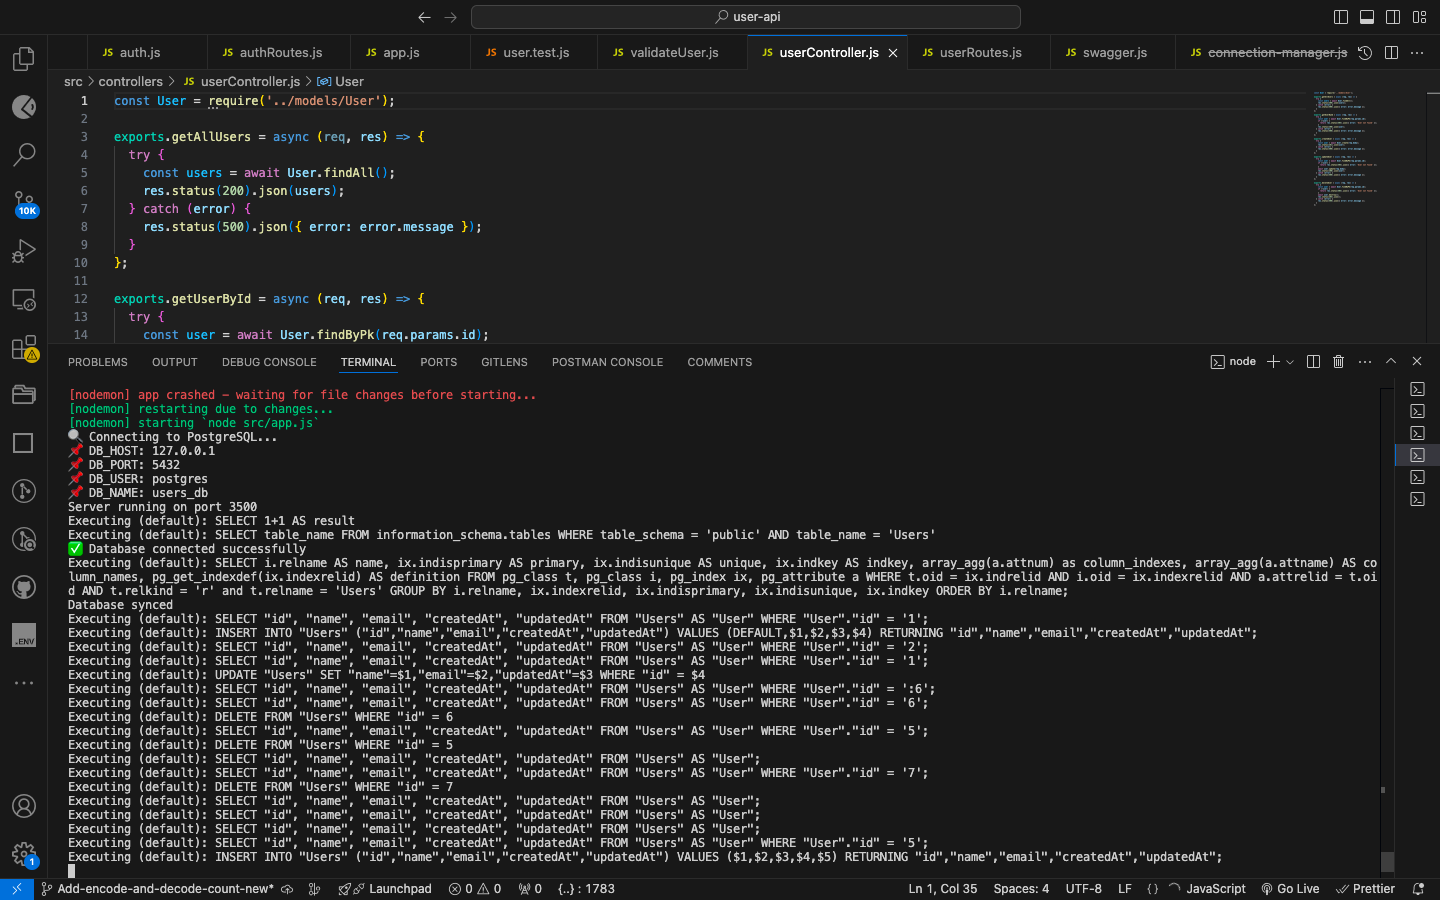 user-api
auth.js
authRoutes.js
app.js
user.test.js
validateUser.js
userController.js
userRoutes.js
swagger.js
connection-manager.js
src > controllers > JS userController.js > User
1 const User = require('../models/User');
2
3 exports.getAllUsers = async (req, res) => {
4 try {
5 const users = await User.findAll();
6 res.status(200).json(users);
7 } catch (error) {
8 res.status(500).json({ error: error.message });
9 }
10 };
11
12 exports.getUserById = async (req, res) => {
13 try {
14 const user = await User.findByPk(req.params.id);
10K
PROBLEMS OUTPUT DEBUG CONSOLE TERMINAL PORTS GITLENS POSTMAN CONSOLE COMMENTS
node
[nodemon] app crashed - waiting for file changes before starting...
[nodemon] restarting due to changes...
[nodemon] starting `node src/app.js`
Connecting to PostgreSQL...
DB_HOST: 127.0.0.1
DB_PORT: 5432
DB_USER: postgres
DB_NAME: users_db
Server running on port 3500
Executing (default): SELECT 1+1 AS result
Executing (default): SELECT table_name FROM information_schema.tables WHERE table_schema = 'public' AND table_name = 'Users'
✅ Database connected successfully
Executing (default): SELECT i.relname AS name, ix.indisprimary AS primary, ix.indisunique AS unique, ix.indkey AS indkey, array_agg(a.attnum) as column_indexes, array_agg(a.attname) AS co
lumn_names, pg_get_indexdef(ix.indexrelid) AS definition FROM pg_class t, pg_class i, pg_index ix, pg_attribute a WHERE t.oid = ix.indrelid AND i.oid = ix.indexrelid AND a.attrelid = t.oi
d AND t.relkind = 'r' and t.relname = 'Users' GROUP BY i.relname, ix.indexrelid, ix.indisprimary, ix.indisunique, ix.indkey ORDER BY i.relname;
Database synced
Executing (default): SELECT "id", "name", "email", "createdAt", "updatedAt" FROM "Users" AS "User" WHERE "User"."id" = '1';
Executing (default): INSERT INTO "Users" ("id","name","email","createdAt","updatedAt") VALUES (DEFAULT,$1,$2,$3,$4) RETURNING "id","name","email","createdAt","updatedAt";
Executing (default): SELECT "id", "name", "email", "createdAt", "updatedAt" FROM "Users" AS "User" WHERE "User"."id" = '2';
Executing (default): SELECT "id", "name", "email", "createdAt", "updatedAt" FROM "Users" AS "User" WHERE "User"."id" = '1';
Executing (default): UPDATE "Users" SET "name"=$1,"email"=$2,"updatedAt"=$3 WHERE "id" = $4
Executing (default): SELECT "id", "name", "email", "createdAt", "updatedAt" FROM "Users" AS "User" WHERE "User"."id" = ':6';
Executing (default): SELECT "id", "name", "email", "createdAt", "updatedAt" FROM "Users" AS "User" WHERE "User"."id" = '6';
Executing (default): DELETE FROM "Users" WHERE "id" = 6
Executing (default): SELECT "id", "name", "email", "createdAt", "updatedAt" FROM "Users" AS "User" WHERE "User"."id" = '5';
Executing (default): DELETE FROM "Users" WHERE "id" = 5
Executing (default): SELECT "id", "name", "email", "createdAt", "updatedAt" FROM "Users" AS "User";
Executing (default): SELECT "id", "name", "email", "createdAt", "updatedAt" FROM "Users" AS "User" WHERE "User"."id" = '7';
Executing (default): DELETE FROM "Users" WHERE "id" = 7
Executing (default): SELECT "id", "name", "email", "createdAt", "updatedAt" FROM "Users" AS "User";
Executing (default): SELECT "id", "name", "email", "createdAt", "updatedAt" FROM "Users" AS "User";
Executing (default): SELECT "id", "name", "email", "createdAt", "updatedAt" FROM "Users" AS "User";
Executing (default): SELECT "id", "name", "email", "createdAt", "updatedAt" FROM "Users" AS "User" WHERE "User"."id" = '5';
Executing (default): INSERT INTO "Users" ("id","name","email","createdAt","updatedAt") VALUES ($1,$2,$3,$4,$5) RETURNING "id","name","email","createdAt","updatedAt";
.ENV
1
Add-encode-and-decode-count-new* Launchpad 0 0 0 {..} : 1783 Ln 1, Col 35 Spaces: 4 UTF-8 LF {} JavaScript Go Live Prettier